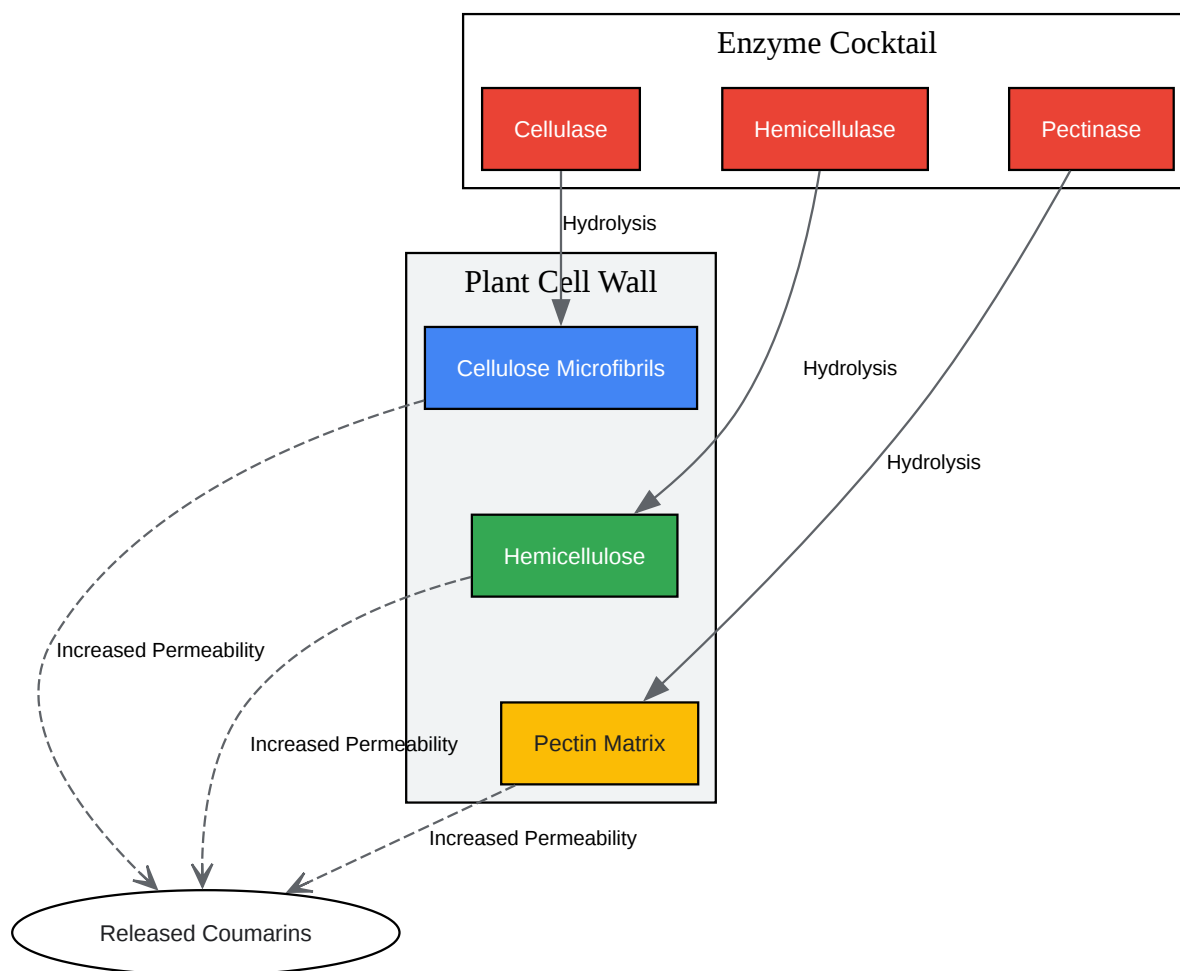 Enzyme Cocktail
Cellulase
Hemicellulase
Pectinase
Hydrolysis
Plant Cell Wall
Cellulose Microfibrils
Hydrolysis
Hydrolysis
Hemicellulose
Increased Permeability
Increased Permeability
Pectin Matrix
Increased Permeability
Released Coumarins